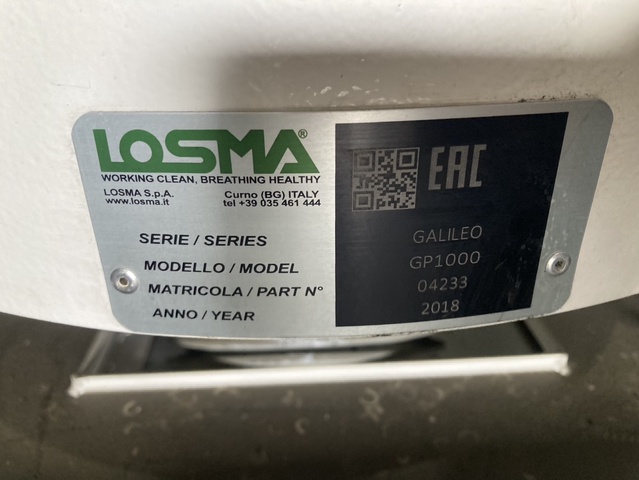 LOSMA®
WORKING CLEAN, BREATHING HEALTHY
LOSMA S.p.A. Curno (BG) ITALY
www.losma.it tel +39 035 461 444
EAC
SERIE / SERIES GALILEO
MODELLO / MODEL GP1000
MATRICOLA / PART N° 04233
ANNO / YEAR 2018